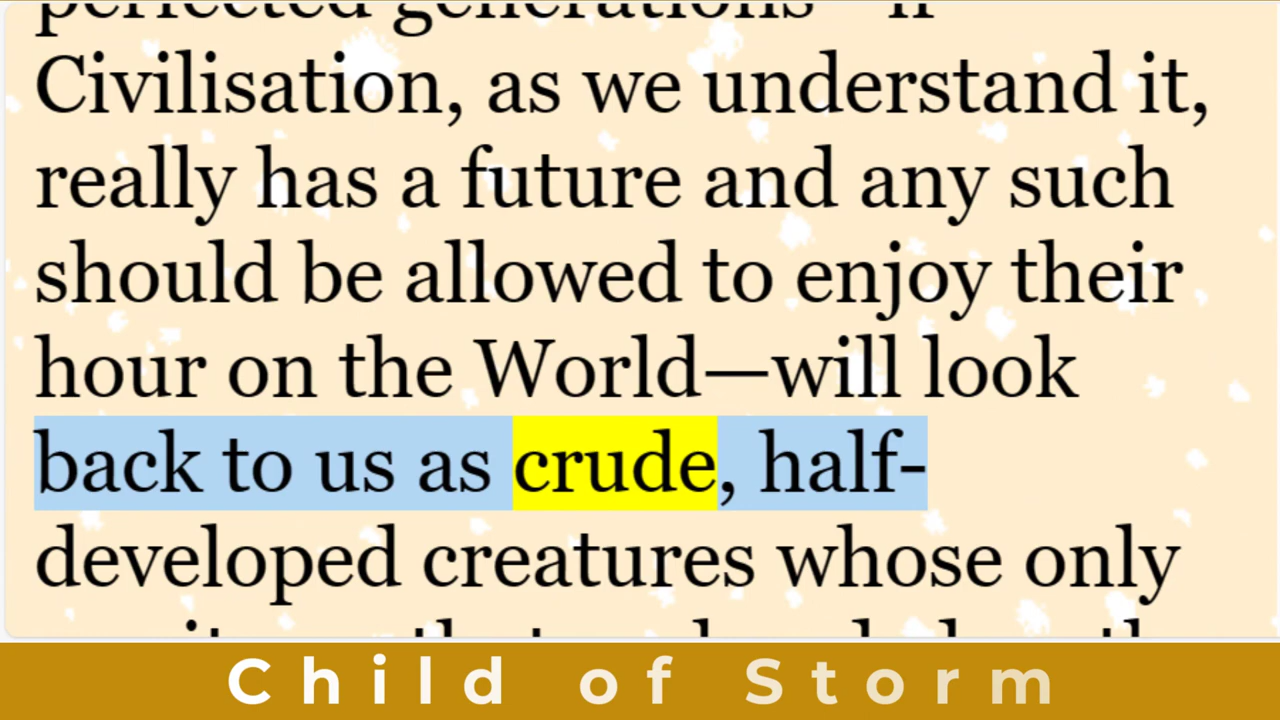 perfected generations—if
Civilisation, as we understand it,
really has a future and any such
should be allowed to enjoy their
hour on the World—will look
back to us as crude, half-
developed creatures whose only
Child of Storm